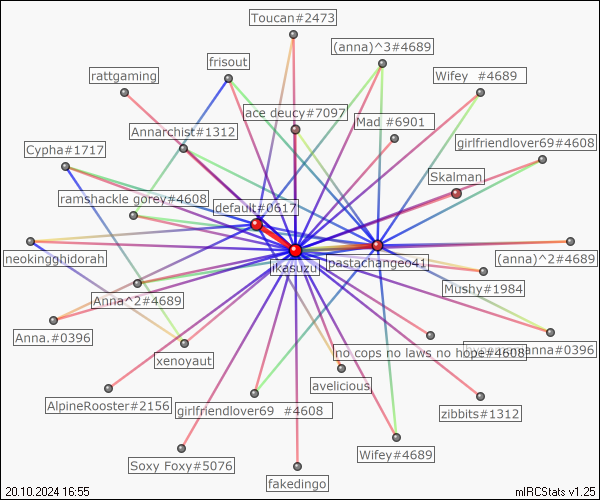 Toucan#2473
(anna)^3#4689
frisout
rattgaming
Wifey #4689
ace deucy#7097
Mad #6901
Annarchist#1312
girlfriendlover69#4608
Cypha#1717
Skalman
ramshackle gorey#4608
default#0617
neokingghidorah
ikasuzu
pastachangeo41
(anna)^2#4689
Mushy#1984
Anna^2#4689
Anna.#0396
xenoyaut
no cops no laws no hope#4608
anna#0396
avelicious
AlpineRooster#2156
girlfriendlover69 #4608
zibbits#1312
Wifey#4689
Soxy Foxy#5076
fakedingo
20.10.2024 16:55
mIRCStats v1.25